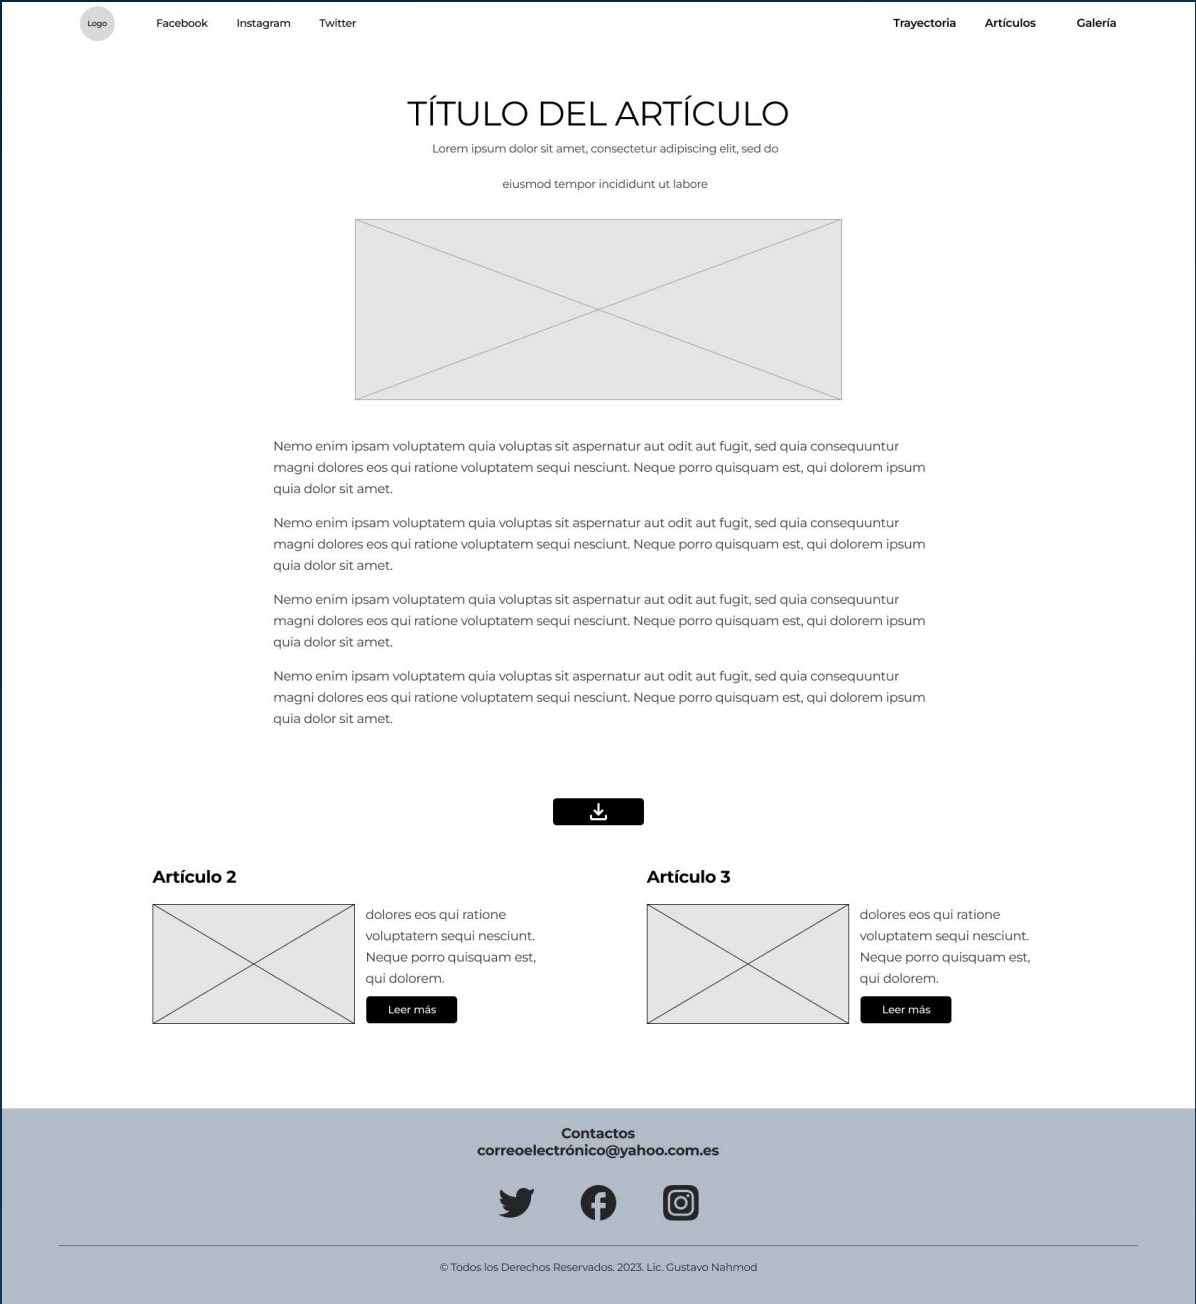 Logo
Facebook
Instagram
Twitter
Trayectoria
Artículos
Galería
TÍTULO DEL ARTÍCULO
Lorem ipsum dolor sit amet, consectetur adipiscing elit, sed do
eiusmod tempor incididunt ut labore
Nemo enim ipsam voluptatem quia voluptas sit aspernatur aut odit aut fugit, sed quia consequuntur
magni dolores eos qui ratione voluptatem sequi nesciunt. Neque porro quisquam est, qui dolorem ipsum
quia dolor sit amet.
Nemo enim ipsam voluptatem quia voluptas sit aspernatur aut odit aut fugit, sed quia consequuntur
magni dolores eos qui ratione voluptatem sequi nesciunt. Neque porro quisquam est, qui dolorem ipsum
quia dolor sit amet.
Nemo enim ipsam voluptatem quia voluptas sit aspernatur aut odit aut fugit, sed quia consequuntur
magni dolores eos qui ratione voluptatem sequi nesciunt. Neque porro quisquam est, qui dolorem ipsum
quia dolor sit amet.
Nemo enim ipsam voluptatem quia voluptas sit aspernatur aut odit aut fugit, sed quia consequuntur
magni dolores eos qui ratione voluptatem sequi nesciunt. Neque porro quisquam est, qui dolorem ipsum
quia dolor sit amet.
Artículo 2
dolores eos qui ratione
voluptatem sequi nesciunt.
Neque porro quisquam est,
qui dolorem.
Leer más
Artículo 3
dolores eos qui ratione
voluptatem sequi nesciunt.
Neque porro quisquam est,
qui dolorem.
Leer más
Contactos
correoelectrónico@yahoo.com.es
© Todos los Derechos Reservados. 2023. Lic. Gustavo Nahmod